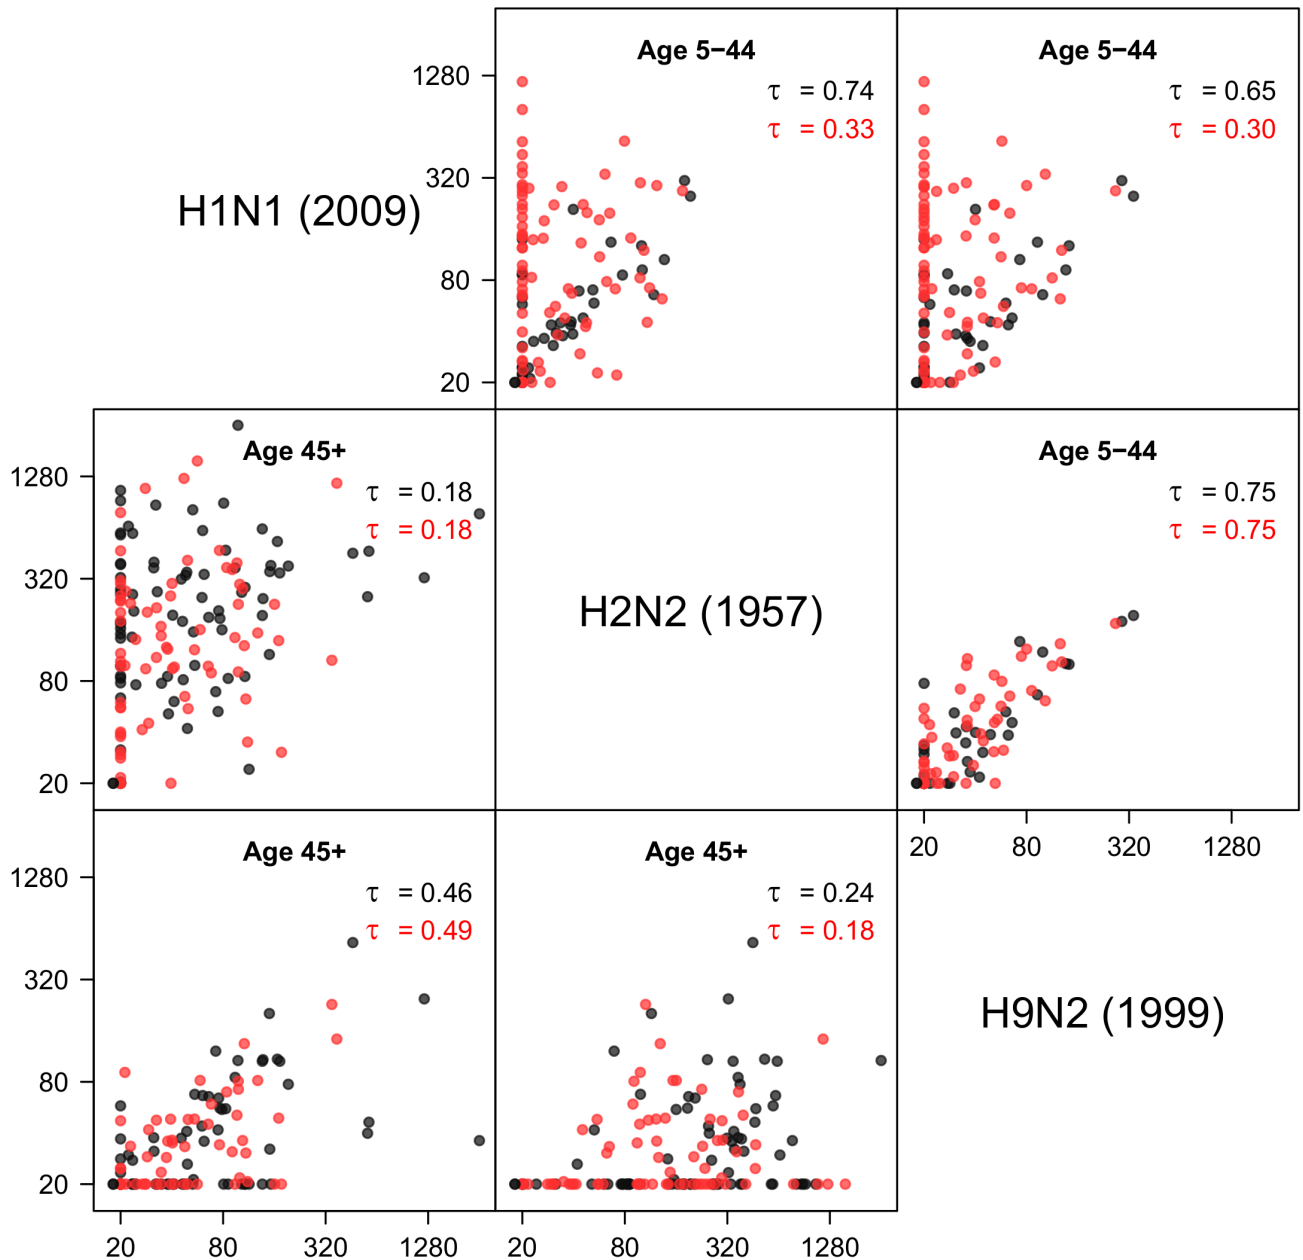 Age 5−44
Age 5−44
1280
τ = 0.74
τ = 0.65
τ = 0.33
τ = 0.30
320
H1N1 (2009)
80
20
Age 45+
Age 5−44
1280
τ = 0.18
τ = 0.75
τ = 0.18
τ = 0.75
320
H2N2 (1957)
80
20
20 80 320 1280
Age 45+
Age 45+
1280
τ = 0.46
τ = 0.24
τ = 0.49
τ = 0.18
320
H9N2 (1999)
80
20
20 80 320 1280
20 80 320 1280